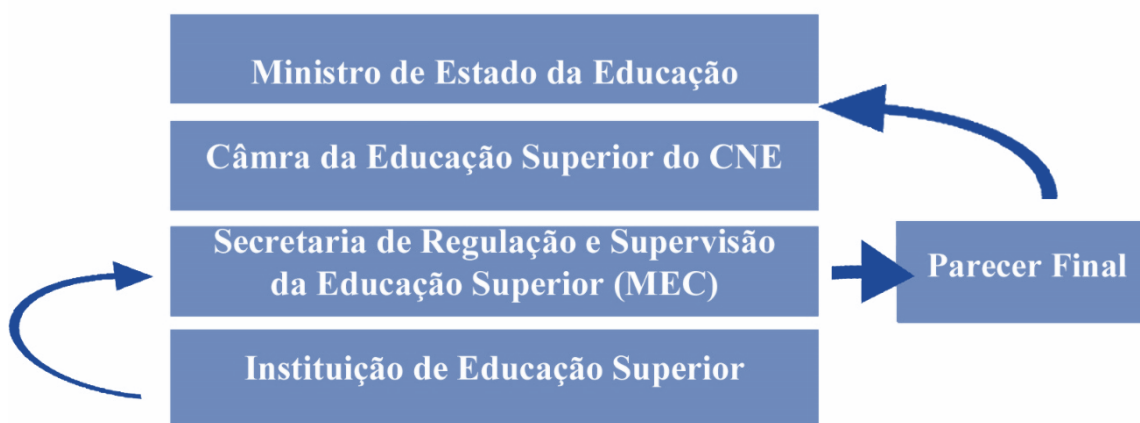 Ministro de Estado da Educação
Câmra da Educação Superior do CNE
Secretaria de Regulação e Supervisão
da Educação Superior (MEC)
Parecer Final
Instituição de Educação Superior